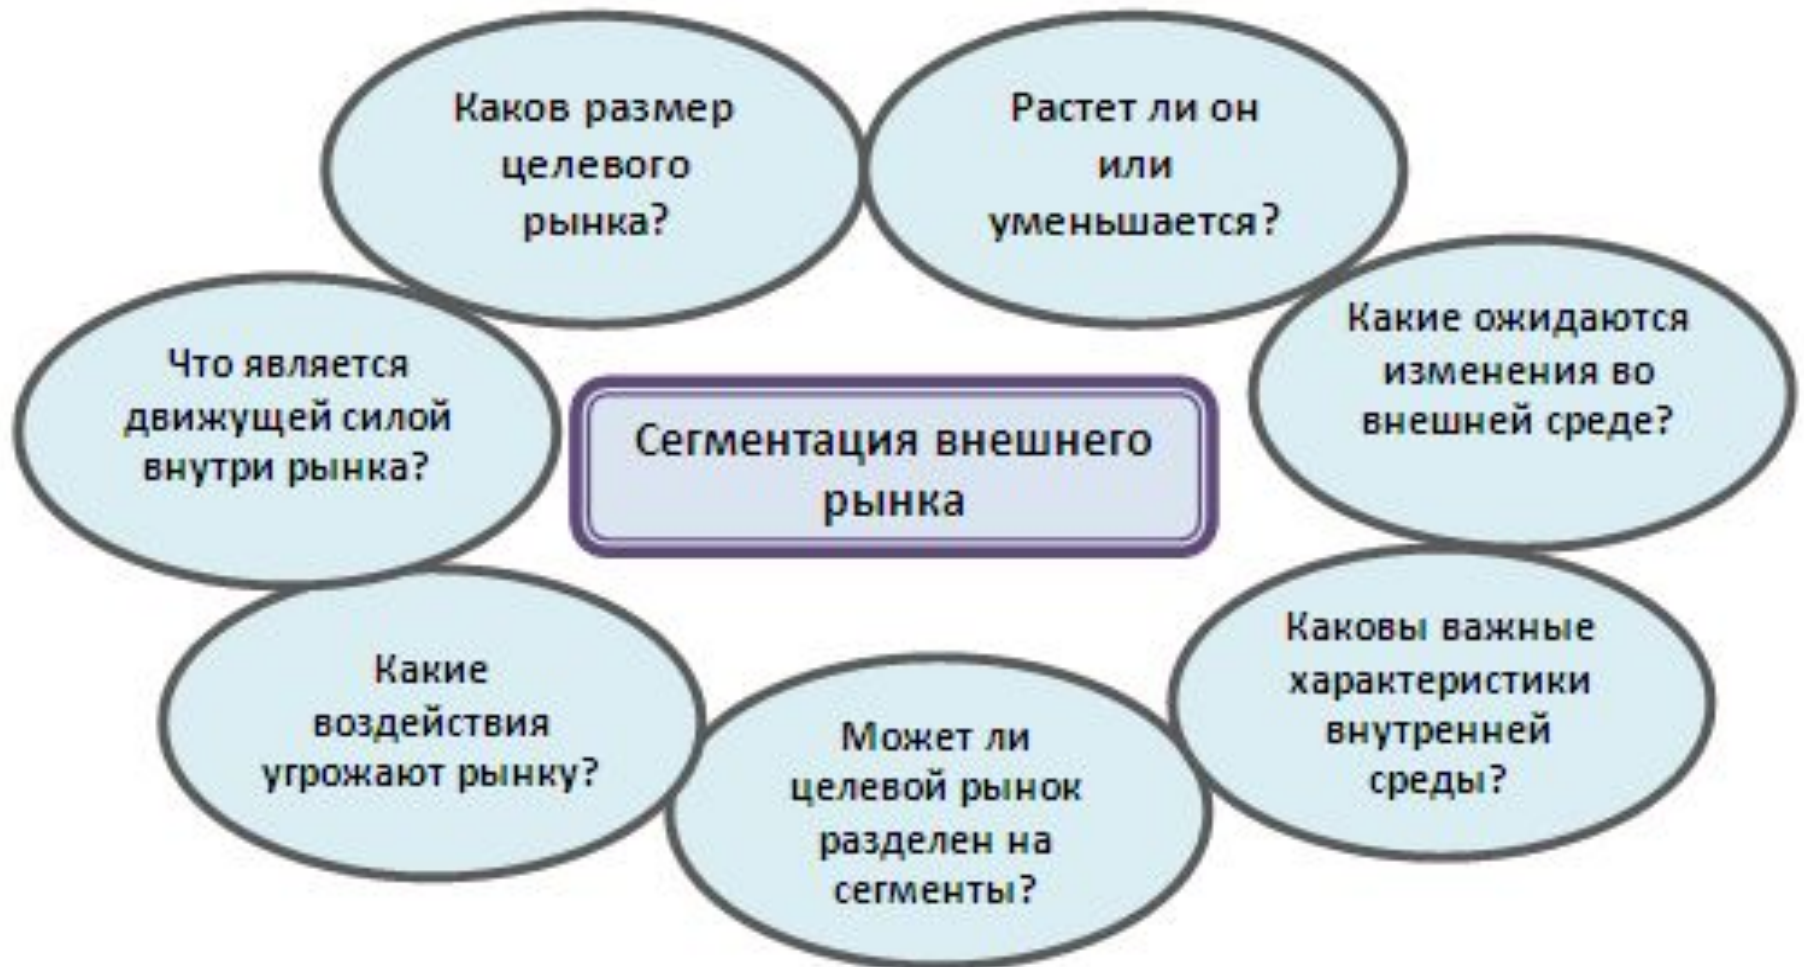 Каков размер
целевого
рынка?
Растет ли он
или
уменьшается?
Какие ожидаются
изменения во
внешней среде?
Что является
движущей силой
внутри рынка?
Сегментация внешнего
рынка
Каковы важные
характеристики
внутренней
среды?
Какие
воздействия
угрожают рынку?
Может ли
целевой рынок
разделен на
сегменты?